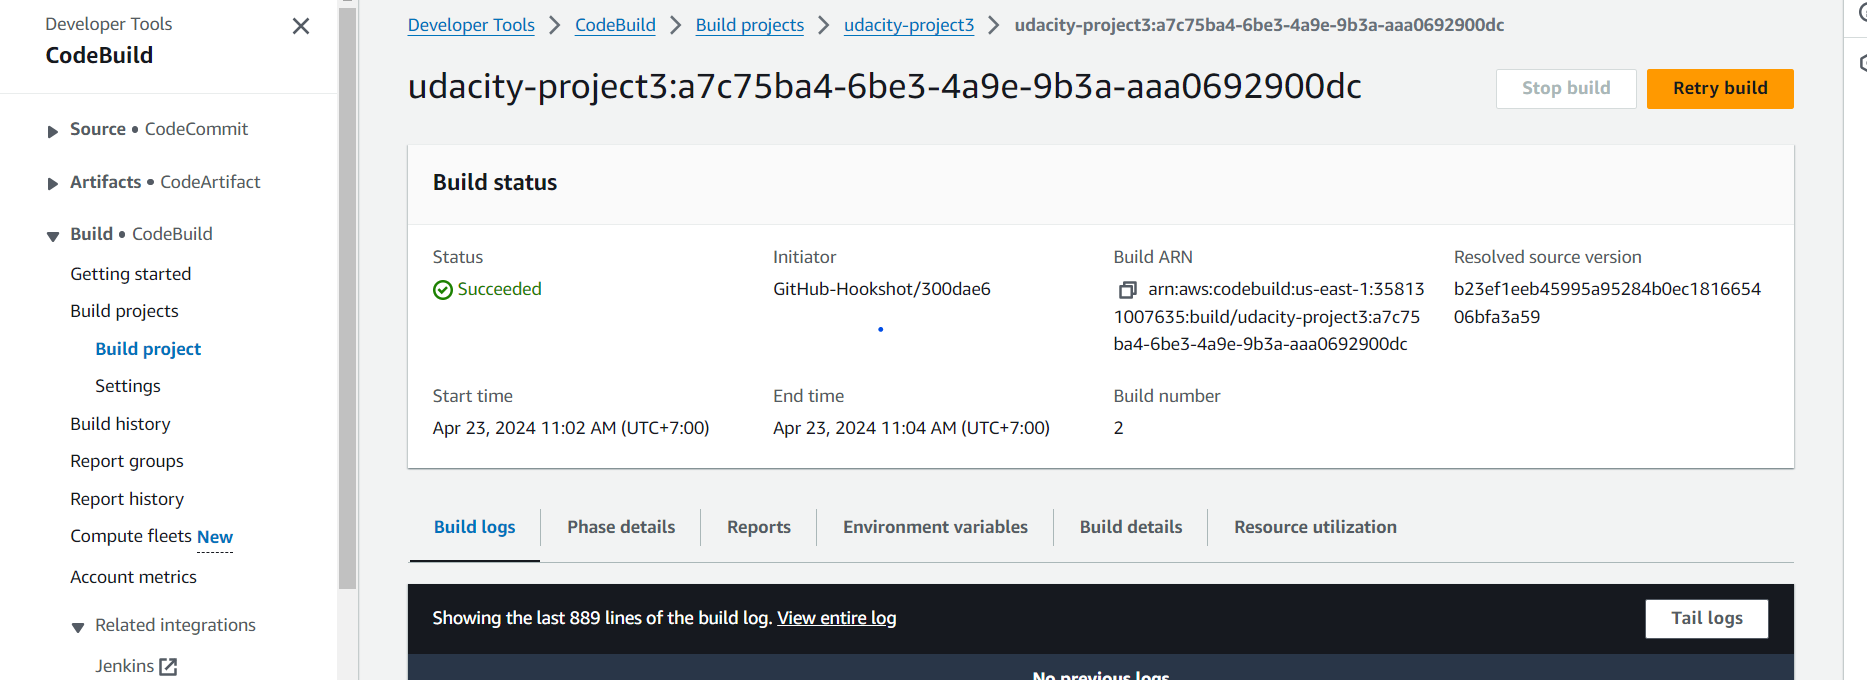 Developer Tools
CodeBuild
Source • CodeCommit
Artifacts • CodeArtifact
Build • CodeBuild
Getting started
Build projects
Build project
Settings
Build history
Report groups
Report history
Compute fleets New
Account metrics
Related integrations
Jenkins
Developer Tools > CodeBuild > Build projects > udacity-project3 > udacity-project3:a7c75ba4-6be3-4a9e-9b3a-aaa0692900dc
udacity-project3:a7c75ba4-6be3-4a9e-9b3a-aaa0692900dc
Stop build
Retry build
Build status
Status
Succeeded
Initiator
GitHub-Hookshot/300dae6
Build ARN
arn:aws:codebuild:us-east-1:35813
1007635:build/udacity-project3:a7c75
ba4-6be3-4a9e-9b3a-aaa0692900dc
Resolved source version
b23ef1eeb45995a95284b0ec1816654
06bfa3a59
Start time
Apr 23, 2024 11:02 AM (UTC+7:00)
End time
Apr 23, 2024 11:04 AM (UTC+7:00)
Build number
2
Build logs
Phase details
Reports
Environment variables
Build details
Resource utilization
Showing the last 889 lines of the build log. View entire log
Tail logs
No previous logs